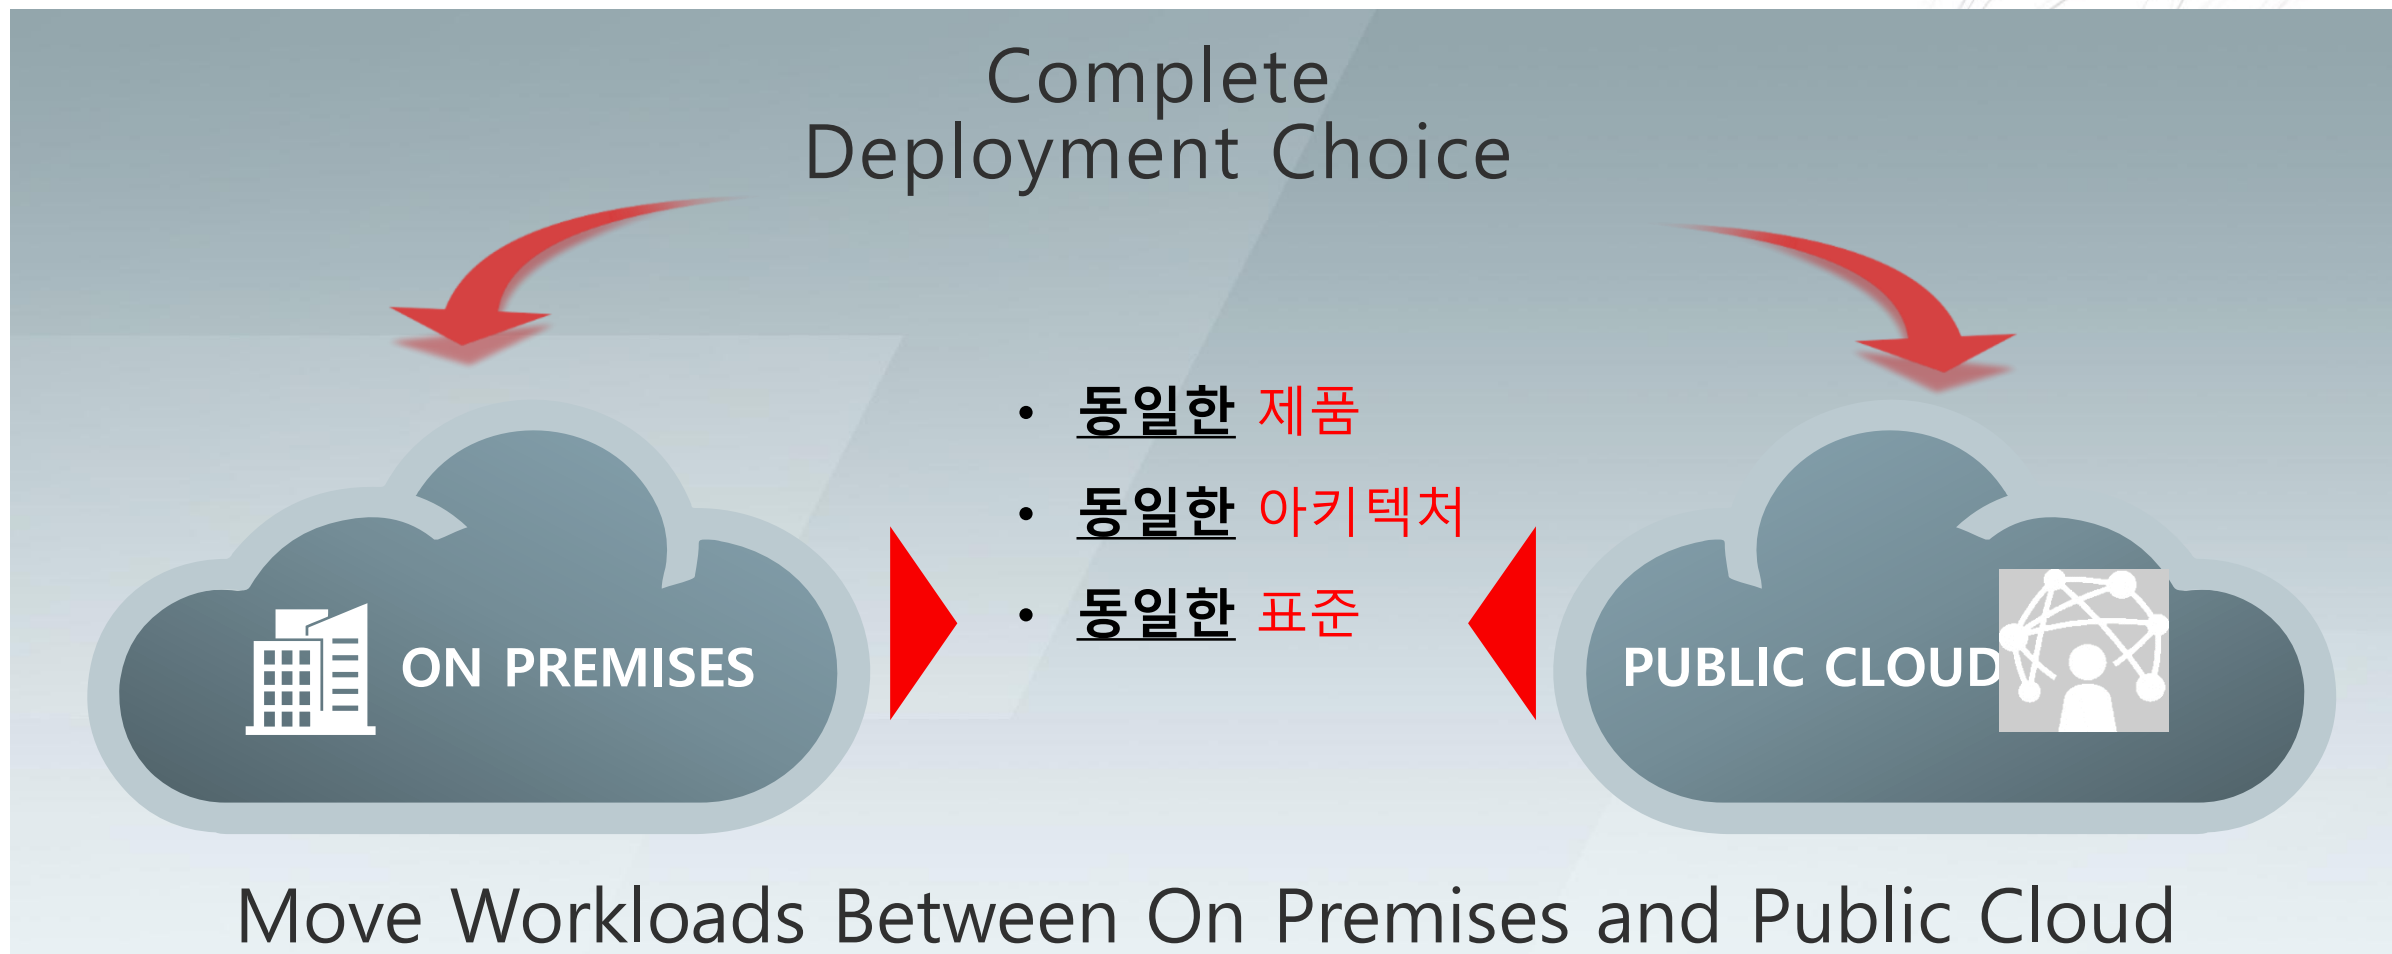 Complete
Deployment Choice
• 동일한 제품
• 동일한 아키텍처
• 동일한 표준
ON PREMISES
PUBLIC CLOUD
Move Workloads Between On Premises and Public Cloud